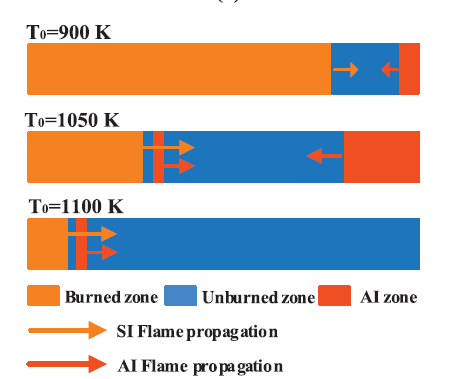 T₀=900 K
T₀=1050 K
T₀=1100 K
Burned zone Unburned zone AI zone
SI Flame propagation
AI Flame propagation